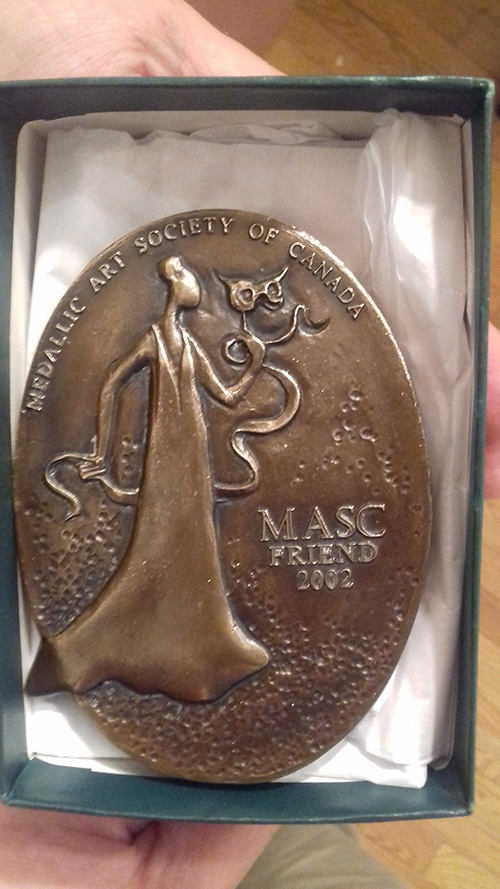 MEDALLIC ART SOCIETY OF CANADA
MASC
FRIEND
2002